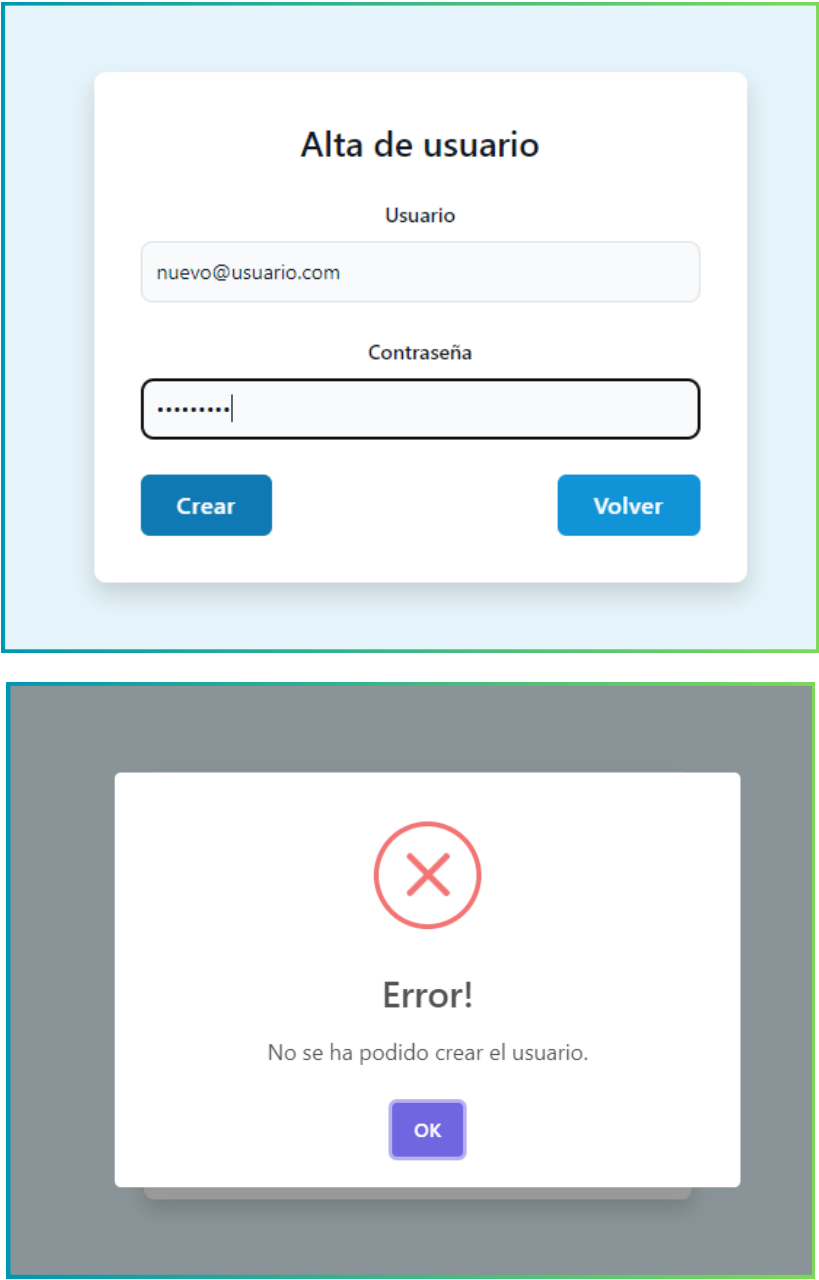 Alta de usuario
Usuario
nuevo@usuario.com
Contraseña
•••••••••
Crear
Volver
Error!
No se ha podido crear el usuario.
OK